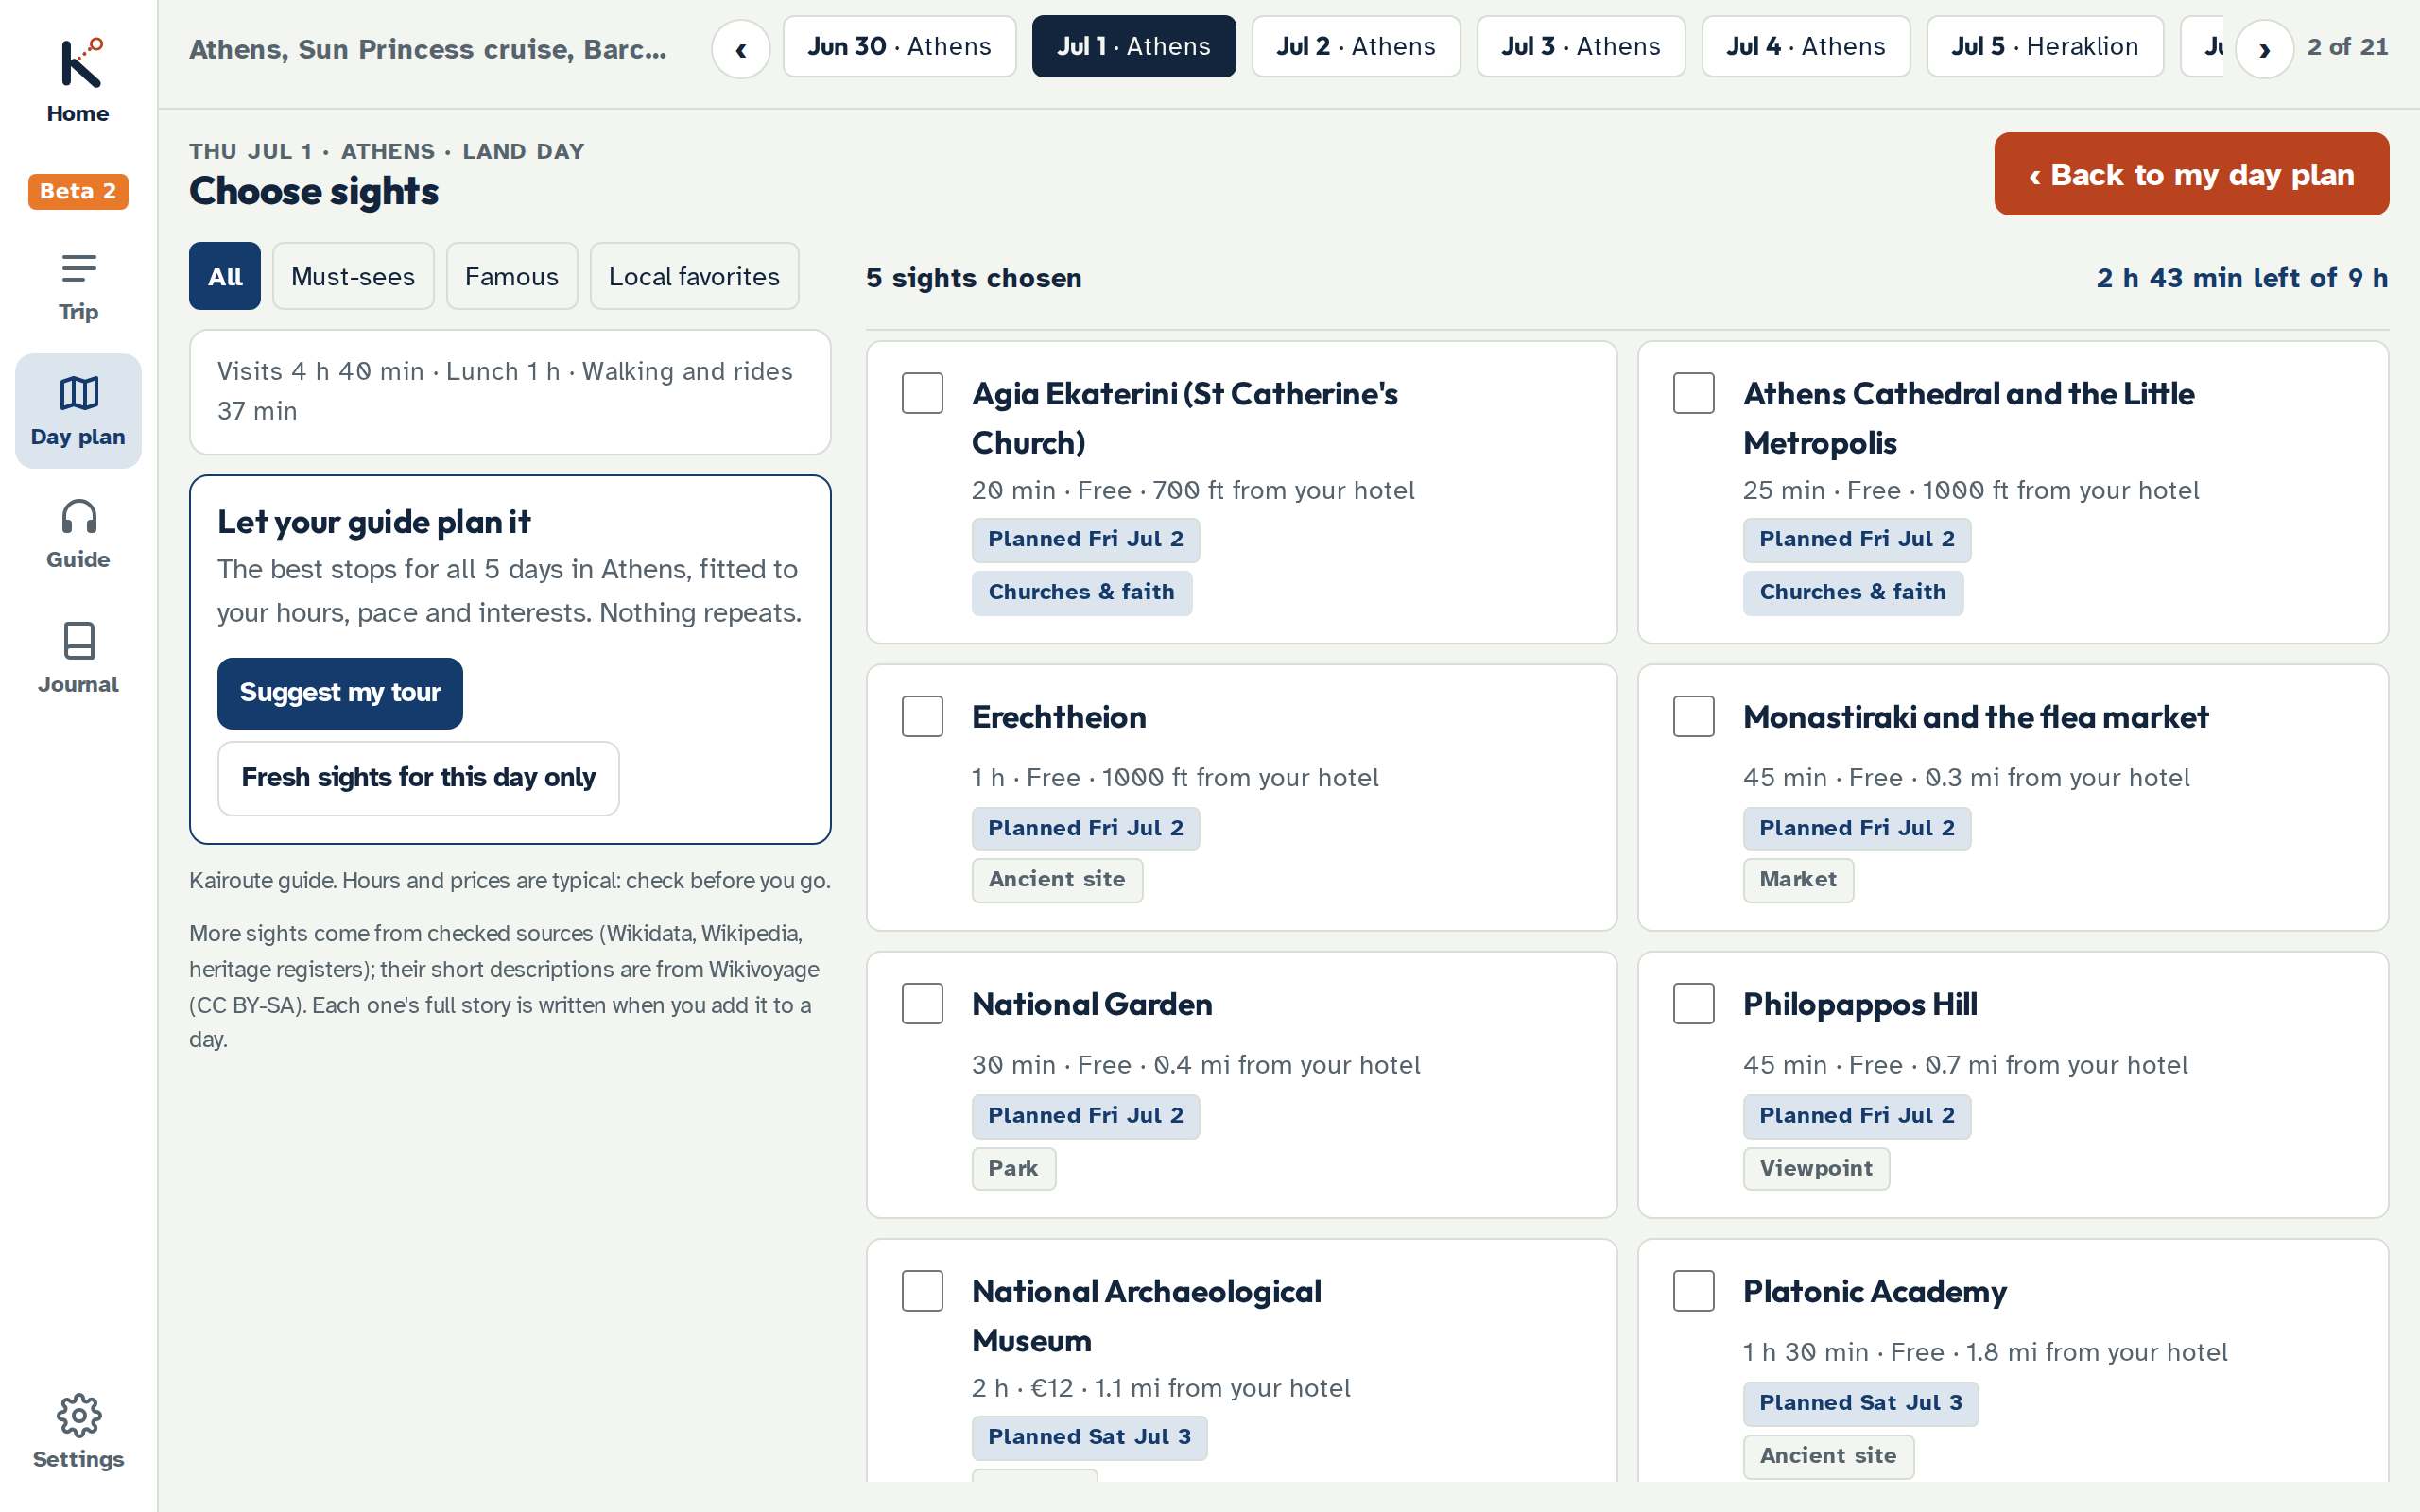 Home
Beta 2
Trip
Day plan
Guide
Journal
Settings
Athens, Sun Princess cruise, Barc...
‹
Jun 30 · Athens
Jul 1 · Athens
Jul 2 · Athens
Jul 3 · Athens
Jul 4 · Athens
Jul 5 · Heraklion
›
2 of 21
THU JUL 1 · ATHENS · LAND DAY
Choose sights
‹ Back to my day plan
All
Must-sees
Famous
Local favorites
Visits 4 h 40 min · Lunch 1 h · Walking and rides
37 min
Let your guide plan it
The best stops for all 5 days in Athens, fitted to
your hours, pace and interests. Nothing repeats.
Suggest my tour
Fresh sights for this day only
Kairoute guide. Hours and prices are typical: check before you go.
More sights come from checked sources (Wikidata, Wikipedia,
heritage registers); their short descriptions are from Wikivoyage
(CC BY-SA). Each one's full story is written when you add it to a
day.
5 sights chosen
2 h 43 min left of 9 h
Agia Ekaterini (St Catherine's
Church)
20 min · Free · 700 ft from your hotel
Planned Fri Jul 2
Churches & faith
Athens Cathedral and the Little
Metropolis
25 min · Free · 1000 ft from your hotel
Planned Fri Jul 2
Churches & faith
Erechtheion
1 h · Free · 1000 ft from your hotel
Planned Fri Jul 2
Ancient site
Monastiraki and the flea market
45 min · Free · 0.3 mi from your hotel
Planned Fri Jul 2
Market
National Garden
30 min · Free · 0.4 mi from your hotel
Planned Fri Jul 2
Park
Philopappos Hill
45 min · Free · 0.7 mi from your hotel
Planned Fri Jul 2
Viewpoint
National Archaeological
Museum
2 h · €12 · 1.1 mi from your hotel
Planned Sat Jul 3
Platonic Academy
1 h 30 min · Free · 1.8 mi from your hotel
Planned Sat Jul 3
Ancient site